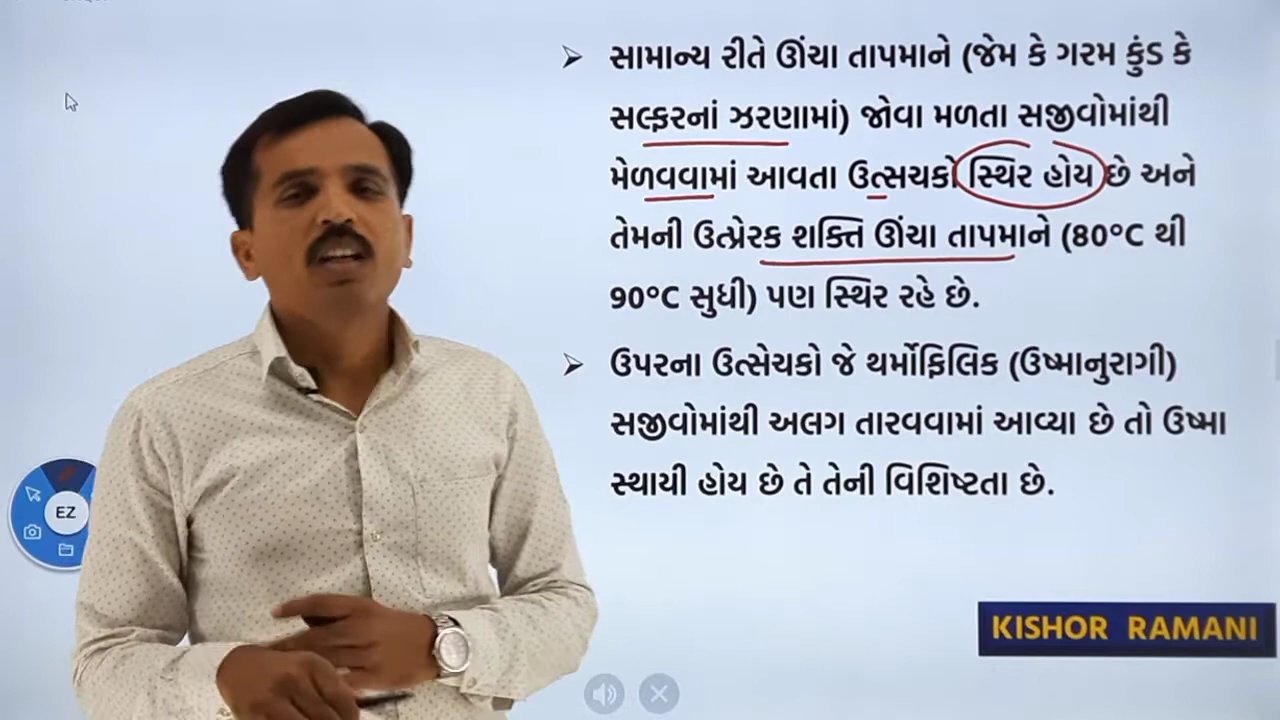 ➢ સામાન્ય રીતે ઊંચા તાપમાને (જેમ કે ગરમ કુંડ કે
સલ્ફરનાં ઝરણામાં) જોવા મળતા સજીવોમાંથી
મેળવવામાં આવતા ઉત્સચકો સ્થિર હોય છે અને
તેમની ઉત્પ્રેરક શક્તિ ઊંચા તાપમાને (80°C થી
90°C સુધી) પણ સ્થિર રહે છે.
➢ ઉપરના ઉત્સેચકો જે થર્મોફિલિક (ઉષ્માનુરાગી)
સજીવોમાંથી અલગ તારવવામાં આવ્યા છે તો ઉષ્મા
સ્થાયી હોય છે તે તેની વિશિષ્ટતા છે.
EZ
KISHOR RAMANI